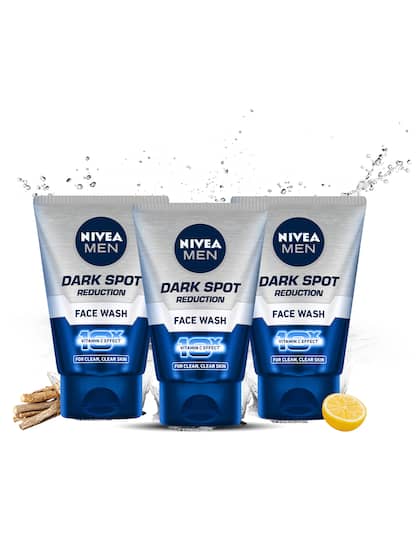 NIVEA
MEN
DARK SPOT
REDUCTION
FACE WASH
10X
VITAMIN C EFFECT
FOR CLEAN, CLEAR SKIN
NIVEA
MEN
DARK SPOT
REDUCTION
FACE WASH
10X
VITAMIN C EFFECT
FOR CLEAN, CLEAR SKIN
NIVEA
MEN
DARK SPOT
REDUCTION
FACE WASH
10X
VITAMIN C EFFECT
FOR CLEAN, CLEAR SKIN